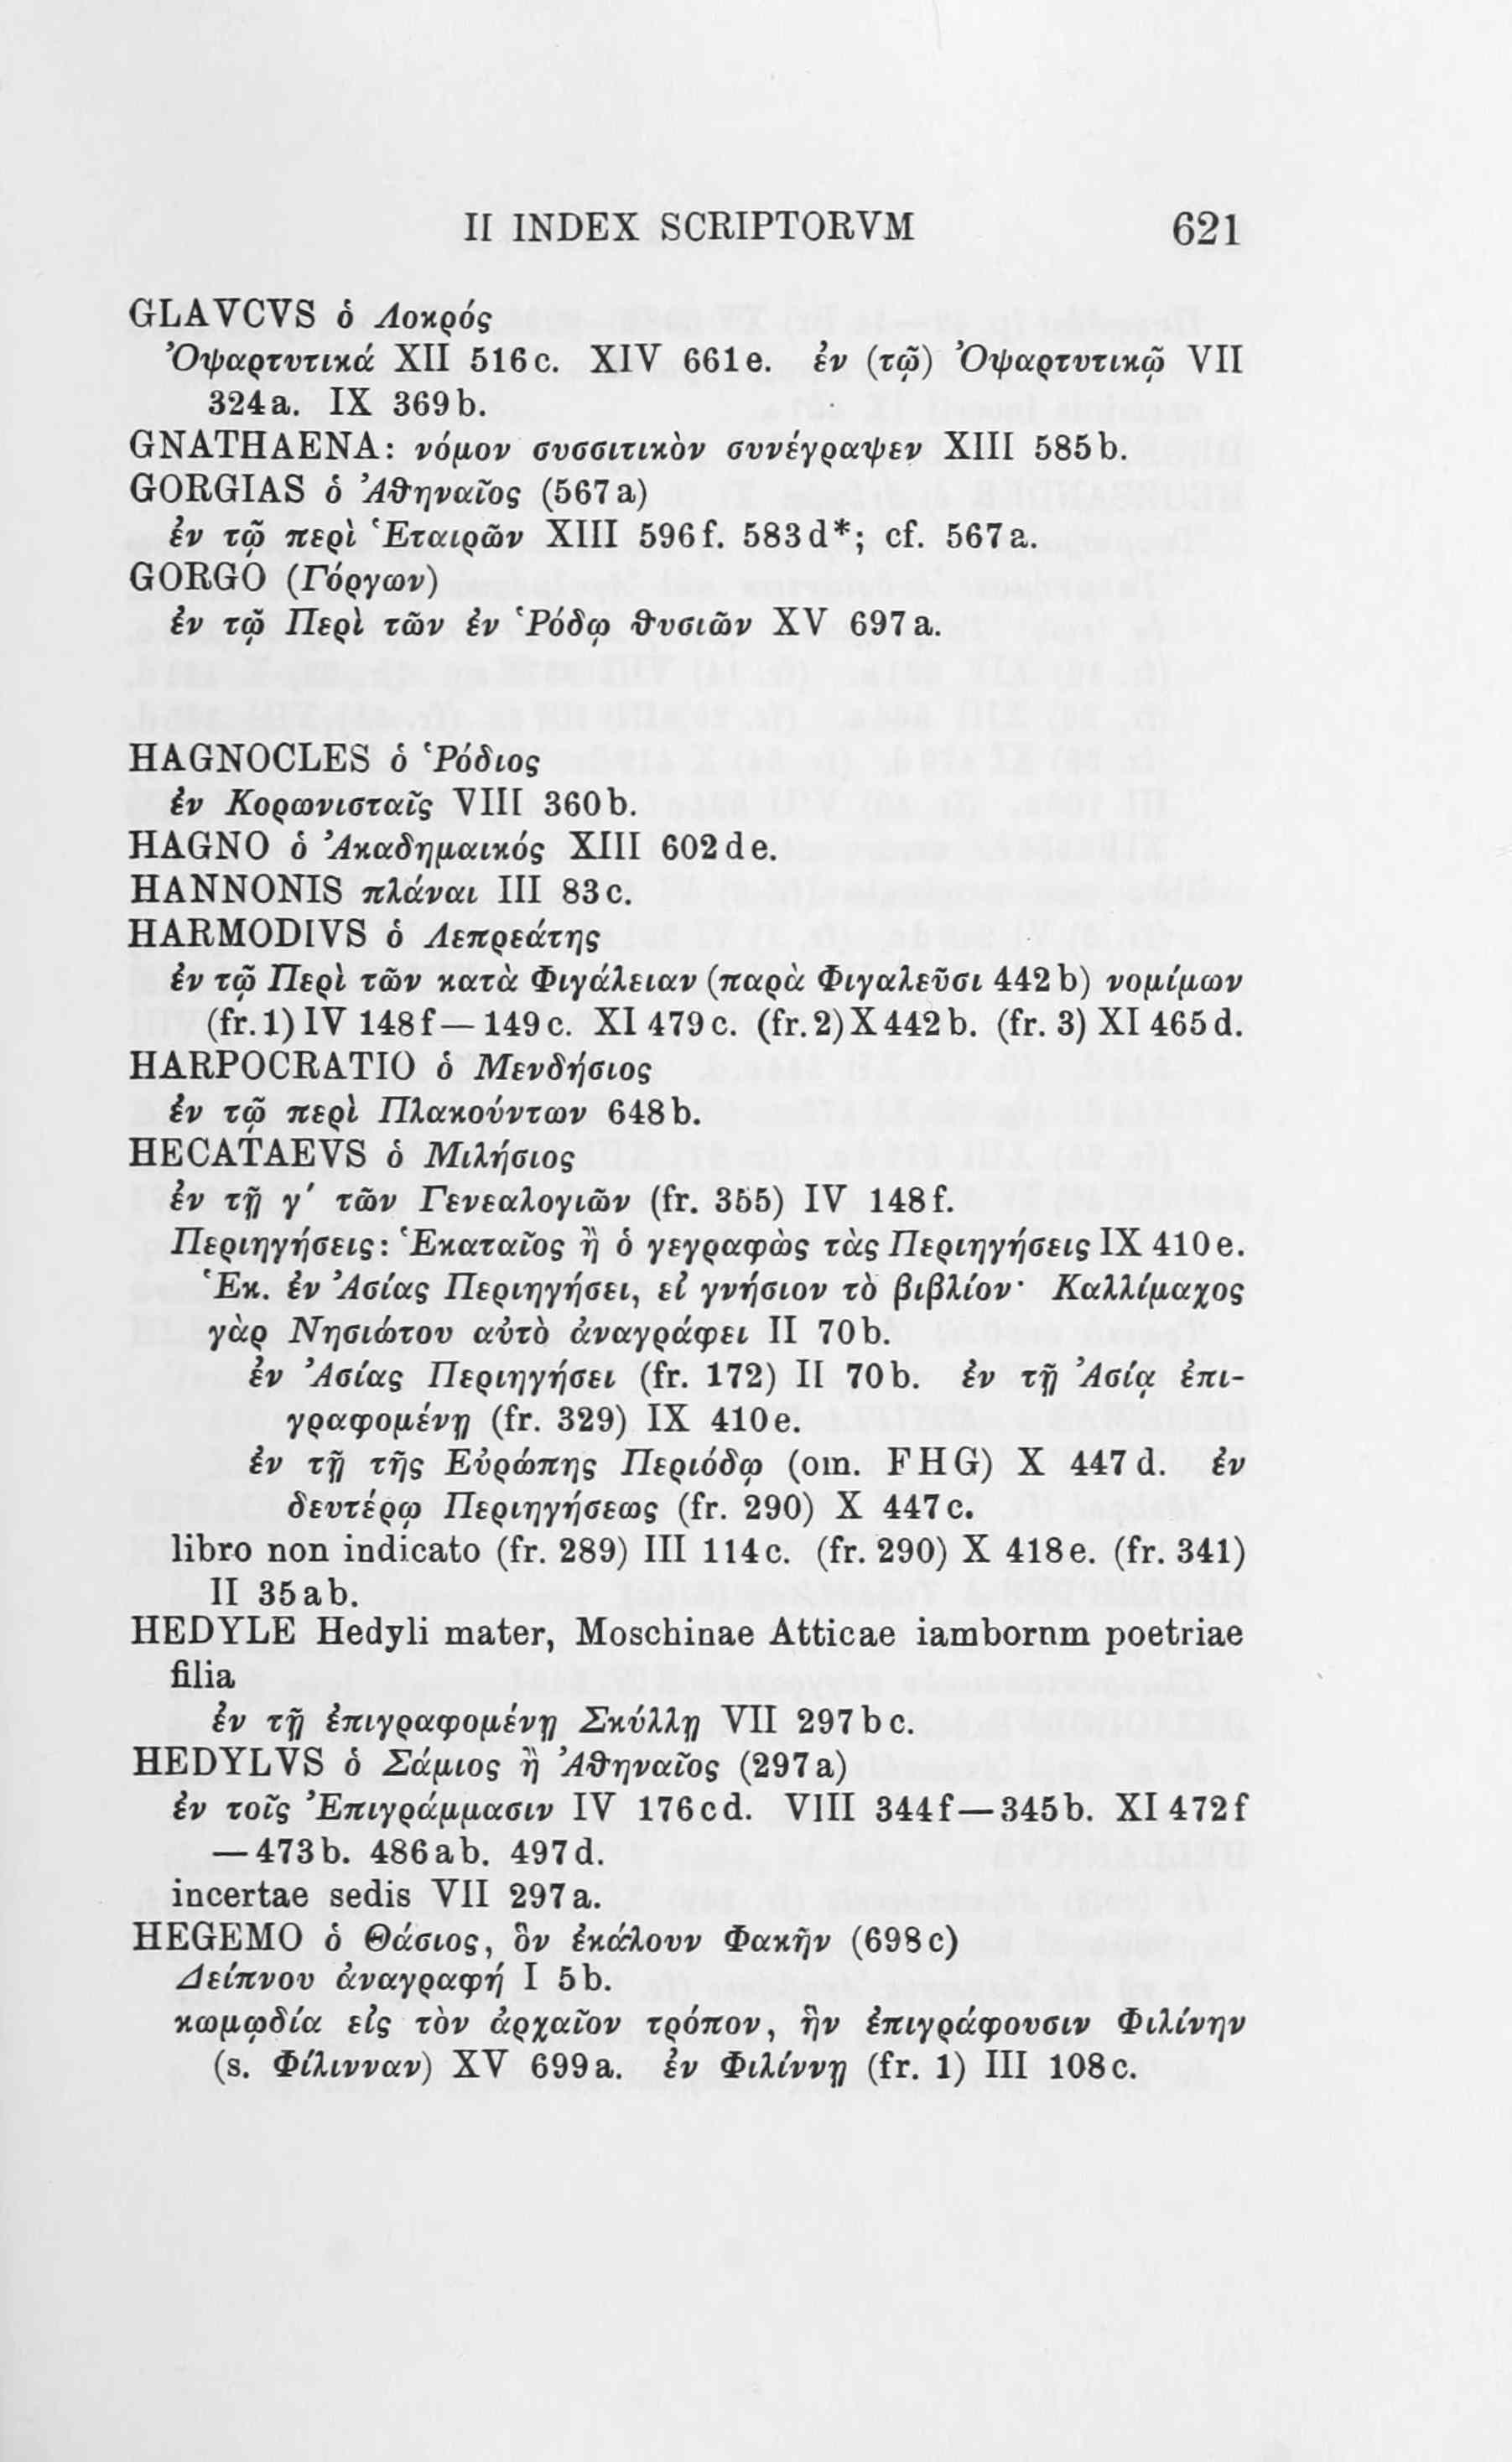 II INDEX SCRIPTORVM 621
GLAVCVS ὁ Λοκρός
Ὀψαρτυτικά XII 516c. XIV 661e. ἐν (τῷ) Ὀψαρτυτικῷ VII
324a. IX 369b.
GNATHAENA: νόμον συσσιτικὸν συνέγραψεν XIII 585b.
GORGIAS ὁ Ἀθηναῖος (567a)
ἐν τῷ περὶ Ἑταιρῶν XIII 596f. 583d*; cf. 567a.
GORGO (Γόργων)
ἐν τῷ Περὶ τῶν ἐν Ῥόδῳ θυσιῶν XV 697a.
HAGNOCLES ὁ Ῥόδιος
ἐν Κορωνισταῖς VIII 360b.
HAGNO ὁ Ἀκαδημαικός XIII 602de.
HANNONIS πλάναι III 83c.
HARMODIVS ὁ Λεπρεάτης
ἐν τῷ Περὶ τῶν κατὰ Φιγάλειαν (παρὰ Φιγαλεῦσι 442b) νομίμων
(fr. 1) IV 148f—149c. XI 479c. (fr. 2) X 442b. (fr. 3) XI 465d.
HARPOCRATIO ὁ Μενδήσιος
ἐν τῷ περὶ Πλακούντων 648b.
HECATAEVS ὁ Μιλήσιος
ἐν τῇ γ′ τῶν Γενεαλογιῶν (fr. 355) IV 148f.
Περιηγήσεις: Ἑκαταῖος ἢ ὁ γεγραφὼς τὰς Περιηγήσεις IX 410e.
Ἑκ. ἐν Ἀσίας Περιηγήσει, εἰ γνήσιον τὸ βιβλίον· Καλλίμαχος
γὰρ Νησιώτου αὐτὸ ἀναγράφει II 70b.
ἐν Ἀσίας Περιηγήσει (fr. 172) II 70b. ἐν τῇ Ἀσίᾳ ἐπι-
γραφομένῃ (fr. 329) IX 410e.
ἐν τῇ τῆς Εὐρώπης Περιόδῳ (om. FHG) X 447d. ἐν
δευτέρῳ Περιηγήσεως (fr. 290) X 447c.
libro non indicato (fr. 289) III 114c. (fr. 290) X 418e. (fr. 341)
II 35ab.
HEDYLE Hedyli mater, Moschinae Atticae iambornm poetriae
filia
ἐν τῇ ἐπιγραφομένῃ Σκύλλῃ VII 297bc.
HEDYLVS ὁ Σάμιος ἢ Ἀθηναῖος (297a)
ἐν τοῖς Ἐπιγράμμασιν IV 176cd. VIII 344f—345b. XI 472f
—473b. 486ab. 497d.
incertae sedis VII 297a.
HEGEMO ὁ Θάσιος, ὃν ἐκάλουν Φακῆν (698c)
Δείπνου ἀναγραφή I 5b.
κωμῳδία εἰς τὸν ἀρχαῖον τρόπον, ἣν ἐπιγράφουσιν Φιλίνην
(s. Φίλινναν) XV 699a. ἐν Φιλίννῃ (fr. 1) III 108c.